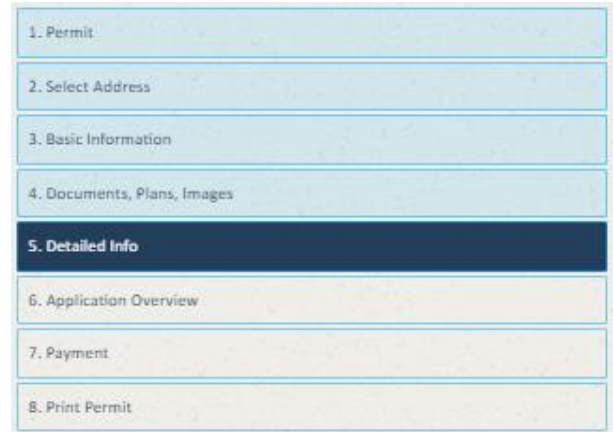 1. Permit
2. Select Address
3. Basic Information
4. Documents, Plans, Images
5. Detailed Info
6. Application Overview
7. Payment
8. Print Permit